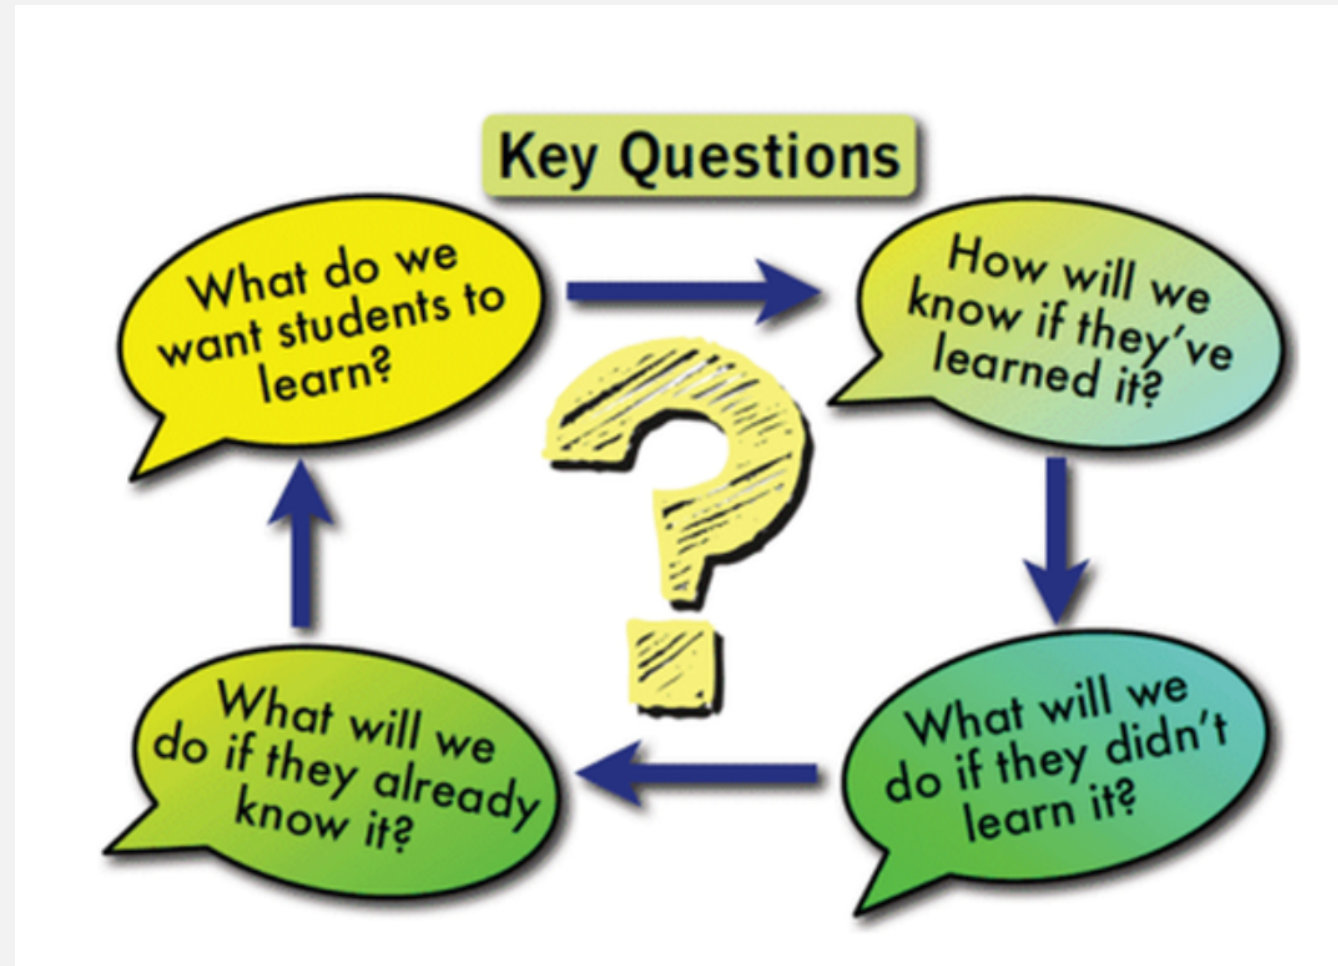 Key Questions
What do we
want students to
learn?
How will we
know if they've
learned it?
What will we
do if they didn't
learn it?
What will we
do if they already
know it?